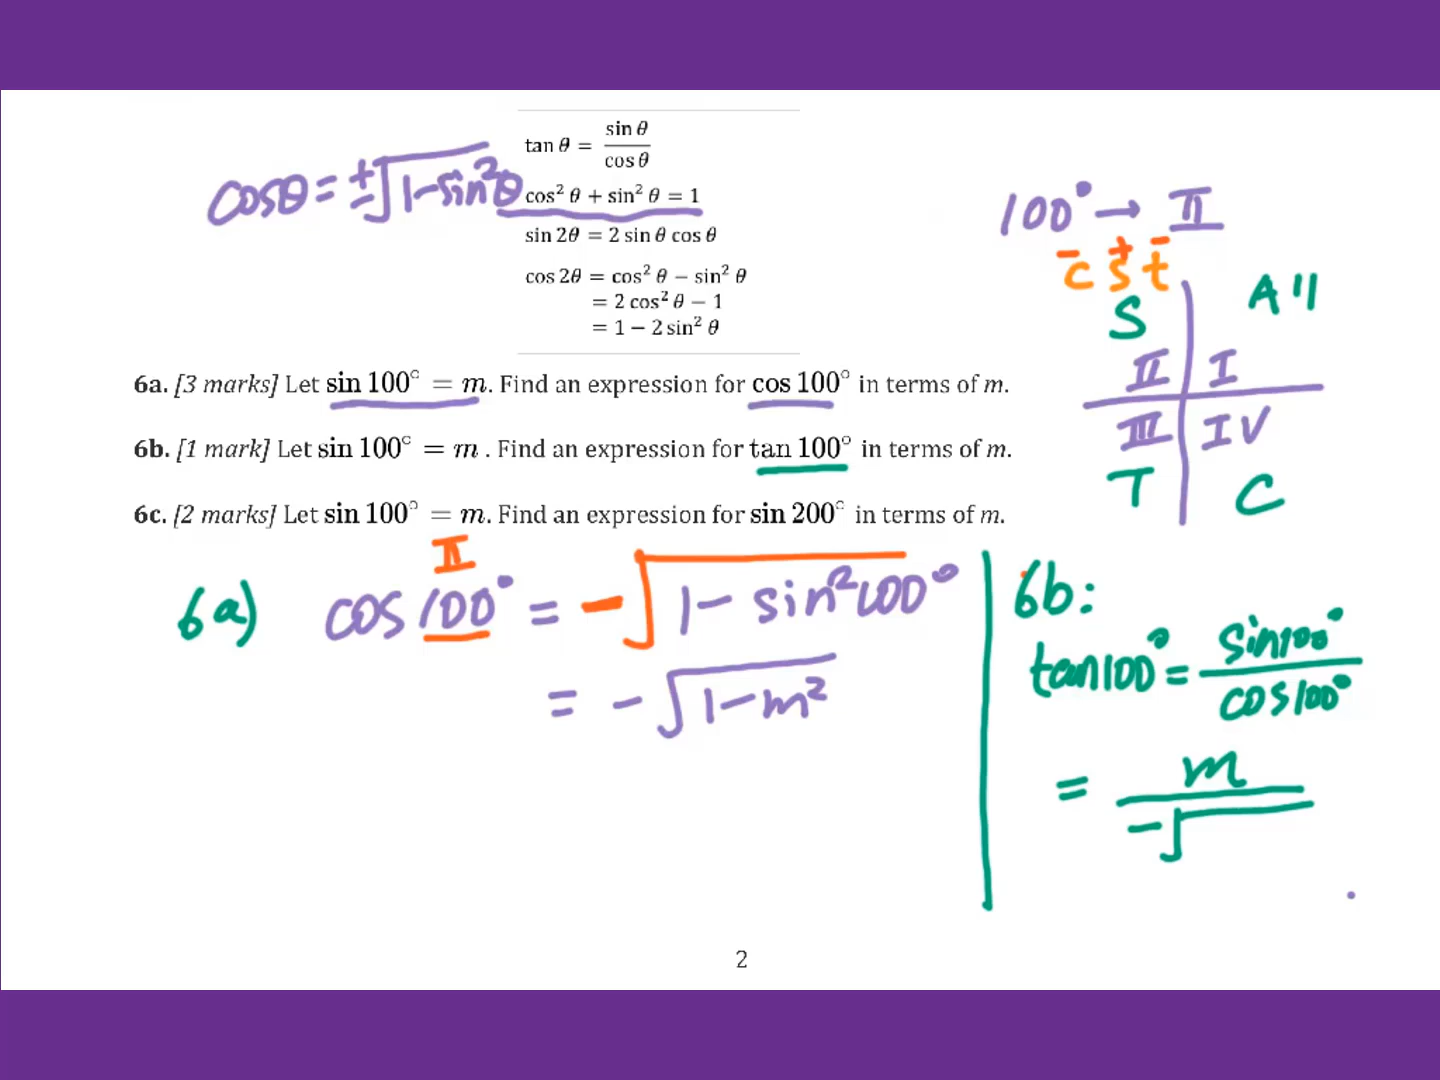 tan θ = sin θ / cos θ
cosθ = ±√1-sin²θ
cos² θ + sin² θ = 1
sin 2θ = 2 sin θ cos θ
cos 2θ = cos² θ − sin² θ
= 2 cos² θ − 1
= 1 − 2 sin² θ
100° → II
− + −
c s t
S All
II I
III IV
T C
6a. [3 marks] Let sin 100° = m. Find an expression for cos 100° in terms of m.
6b. [1 mark] Let sin 100° = m . Find an expression for tan 100° in terms of m.
6c. [2 marks] Let sin 100° = m. Find an expression for sin 200° in terms of m.
II
6a) cos 100° = -√1 - sin²100°
= -√1-m²
6b:
tan100° = sin100° / cos100°
= m / -√
2